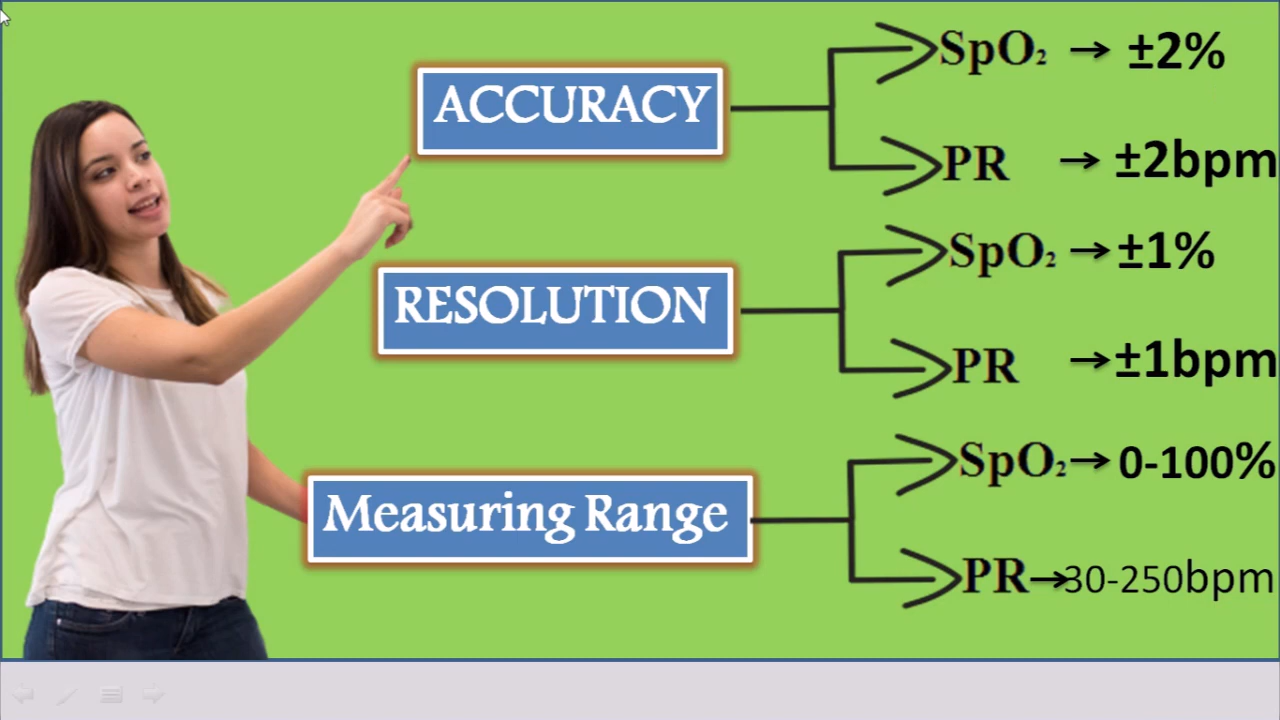 ACCURACY
SpO₂ → ±2%
PR → ±2bpm
RESOLUTION
SpO₂ → ±1%
PR → ±1bpm
Measuring Range
SpO₂ → 0-100%
PR → 30-250bpm